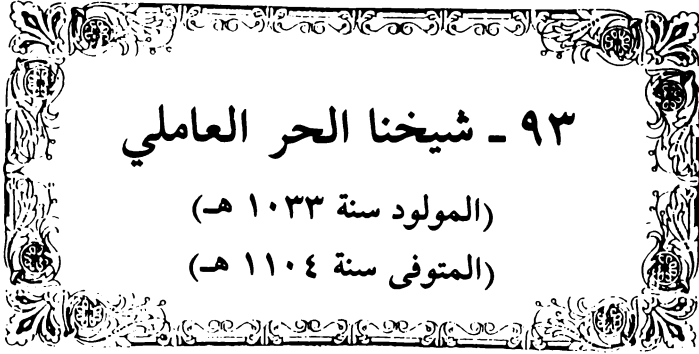 ٩٣ ـ شيخنا الحر العاملي
(المولود سنة ١٠٣٣ هـ)
(المتوفى سنة ١١٠٤ هـ)